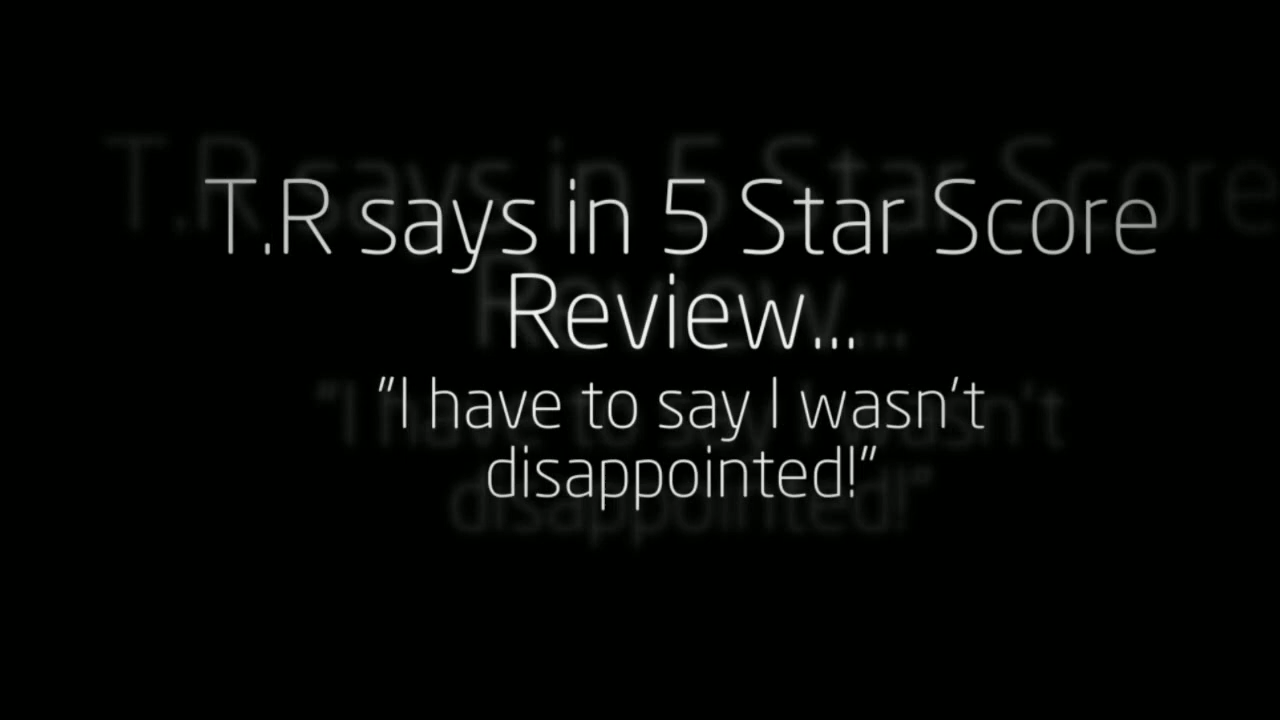 T.R says in 5 Star Score
Review...
"I have to say I wasn't
disappointed!"